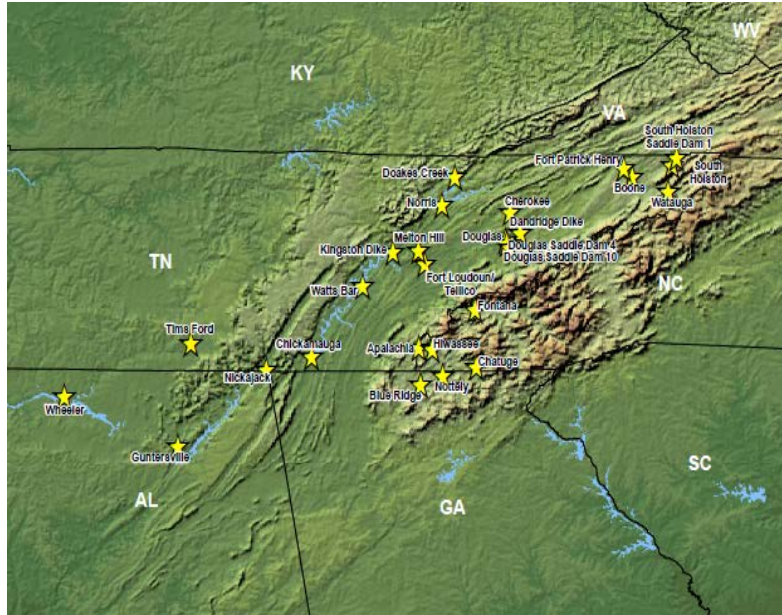 WV
KY
VA
South Holston
Saddle Dam 1
Fort Patrick Henry
South
Holston
Doakes Creek
Boone
Watauga
Norris
Cherokee
Dandridge Dike
Melton Hill
Douglas
Kingston Dike
Douglas Saddle Dam 4
Douglas Saddle Dam 10
TN
Fort Loudoun/
Tellico
NC
Watts Bar
Fontana
Tims Ford
Chickamauga
Apalachia
Hiwassee
Chatuge
Nickajack
Nottely
Blue Ridge
Wheeler
Guntersville
SC
AL
GA